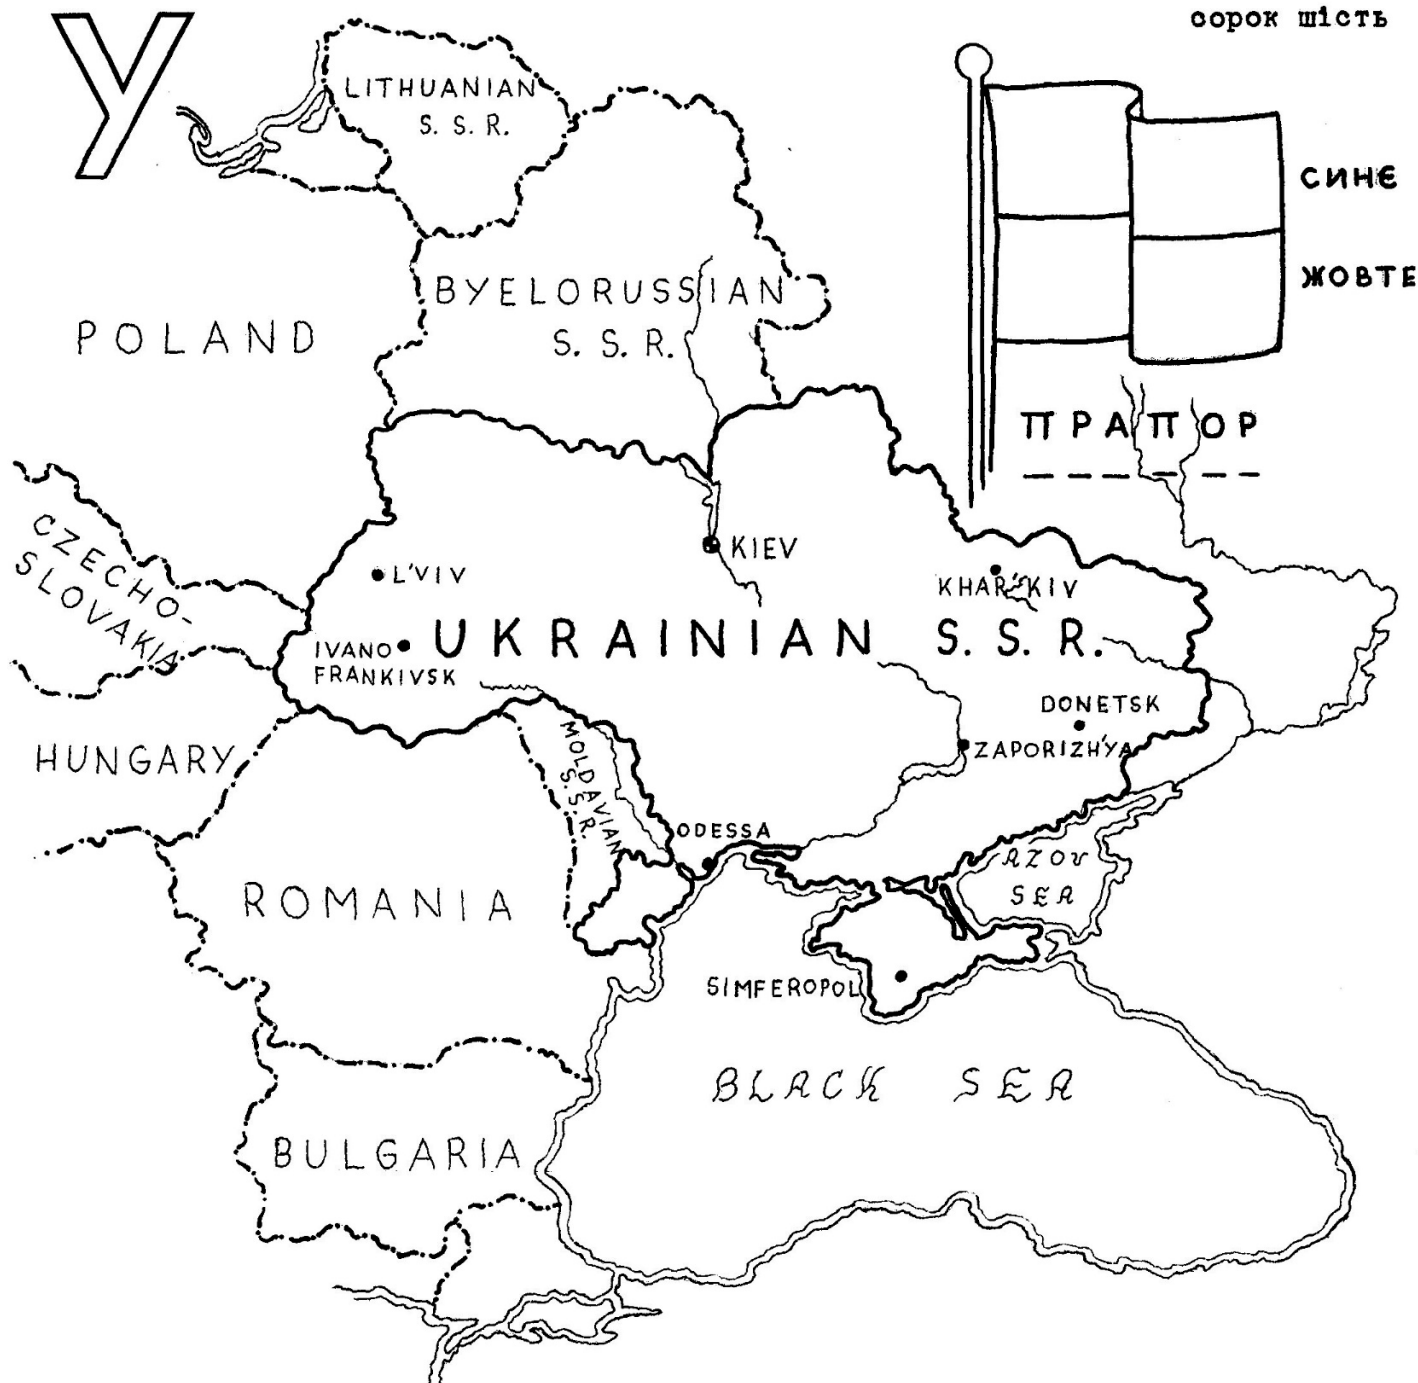 сорок шість
У
LITHUANIAN
S. S. R.
СИНЄ
BYELORUSSIAN
S. S. R.
ЖОВТЕ
POLAND
ПРАПОР
CZECHO-
SLOVAKIA
KIEV
L'VIV
KHAR'KIV
UKRAINIAN S. S. R.
IVANO
FRANKIVSK
DONETSK
MOLDAVIAN
S. S. R.
HUNGARY
ZAPORIZH'YA
ODESSA
AZOV
SEA
ROMANIA
SIMFEROPOL
BLACK SEA
BULGARIA